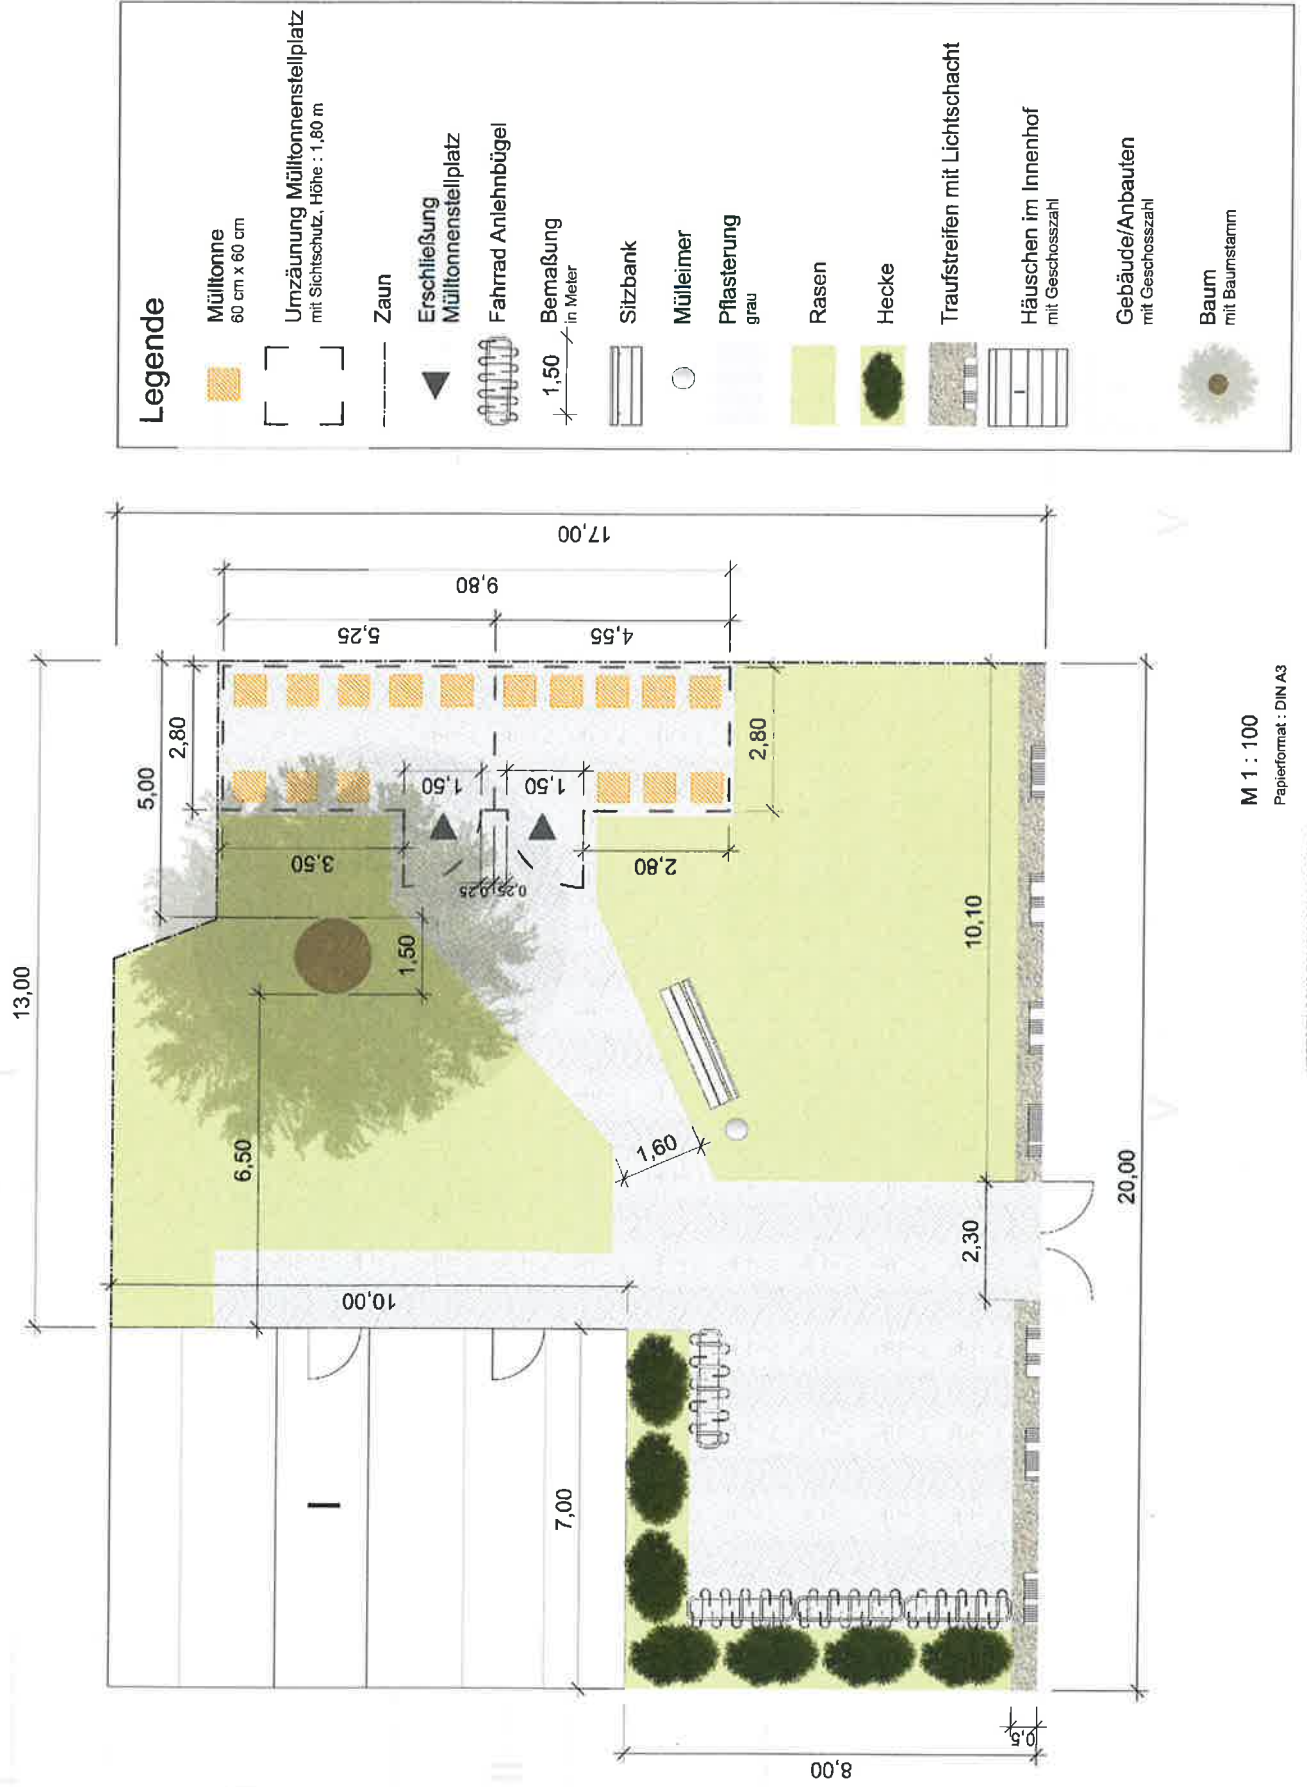 Legende
Mülltonne
60 cm x 60 cm
Umzäunung Mülltonnenstellplatz
mit Sichtschutz, Höhe : 1,80 m
Zaun
Erschließung
Mülltonnenstellplatz
Fahrrad Anlehnbügel
1,50
Bemaßung
in Meter
Sitzbank
Mülleimer
Pflasterung
grau
Rasen
Hecke
Traufstreifen mit Lichtschacht
I
Häuschen im Innenhof
mit Geschosszahl
Gebäude/Anbauten
mit Geschosszahl
Baum
mit Baumstamm
13,00
5,00
2,80
6,50
3,50
1,50
1,50
1,50
0,25
0,25
2,80
2,80
5,25
4,55
9,80
17,00
10,00
I
7,00
1,60
10,10
2,30
20,00
8,00
0,5
M 1 : 100
Papierformat : DIN A3